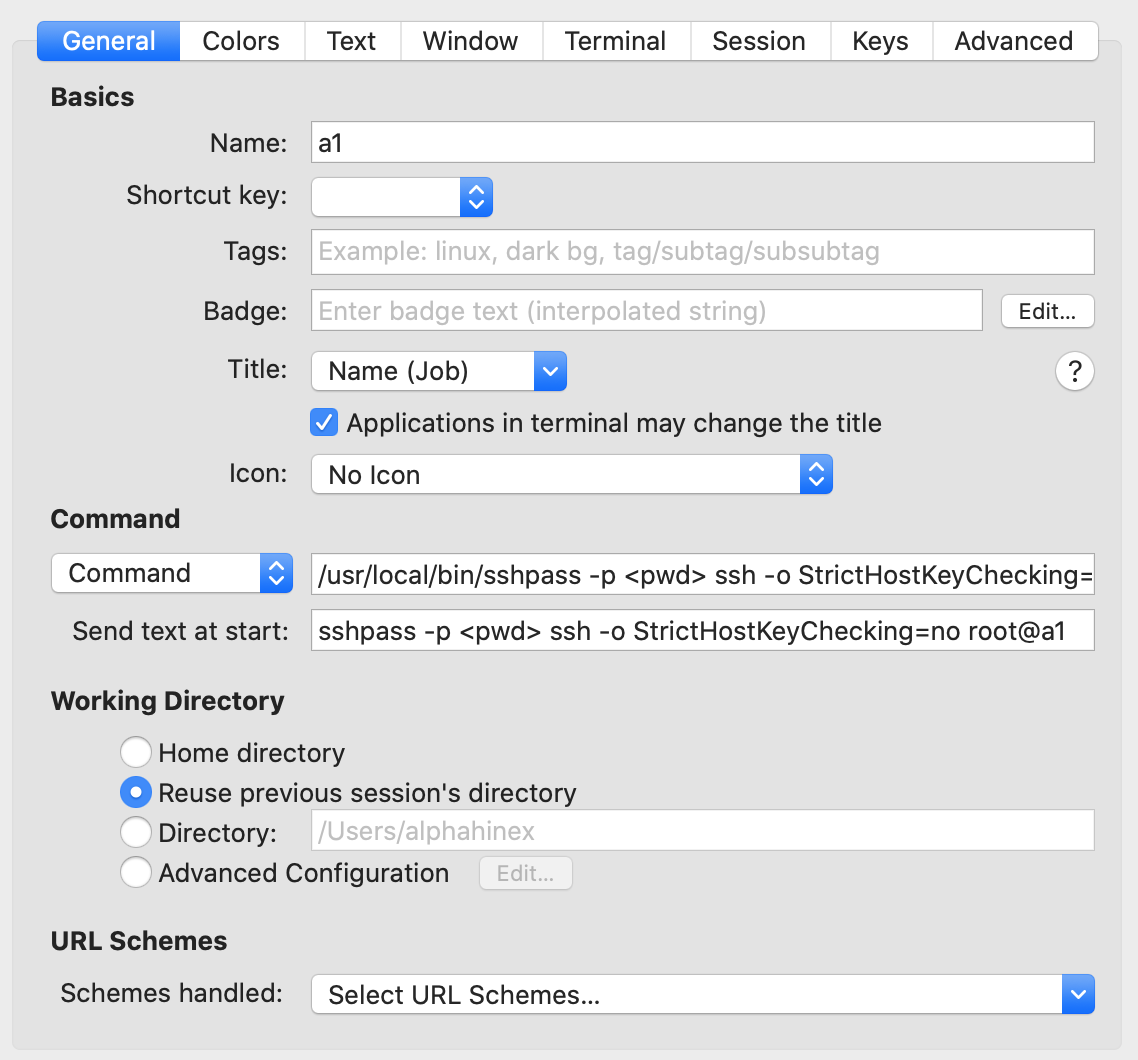 General Colors Text Window Terminal Session Keys Advanced
Basics
Name: a1
Shortcut key:
Tags: Example: linux, dark bg, tag/subtag/subsubtag
Badge: Enter badge text (interpolated string) Edit...
Title: Name (Job) ?
Applications in terminal may change the title
Icon: No Icon
Command
Command /usr/local/bin/sshpass -p <pwd> ssh -o StrictHostKeyChecking=
Send text at start: sshpass -p <pwd> ssh -o StrictHostKeyChecking=no root@a1
Working Directory
Home directory
Reuse previous session's directory
Directory: /Users/alphahinex
Advanced Configuration Edit...
URL Schemes
Schemes handled: Select URL Schemes...